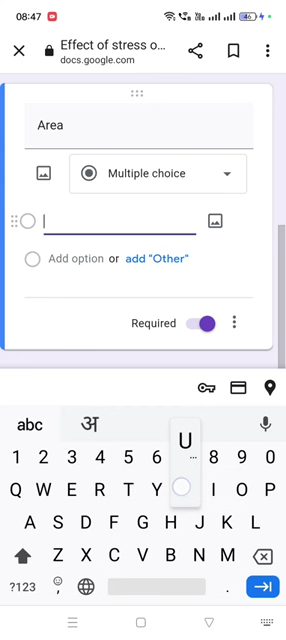 08:47
46
Effect of stress o...
docs.google.com
Area
Multiple choice
Add option or add "Other"
Required
abc अ
U
...
1 2 3 4 5 6 8 9 0
Q W E R T Y I O P
A S D F G H J K L
Z X C V B N M
?123 , .